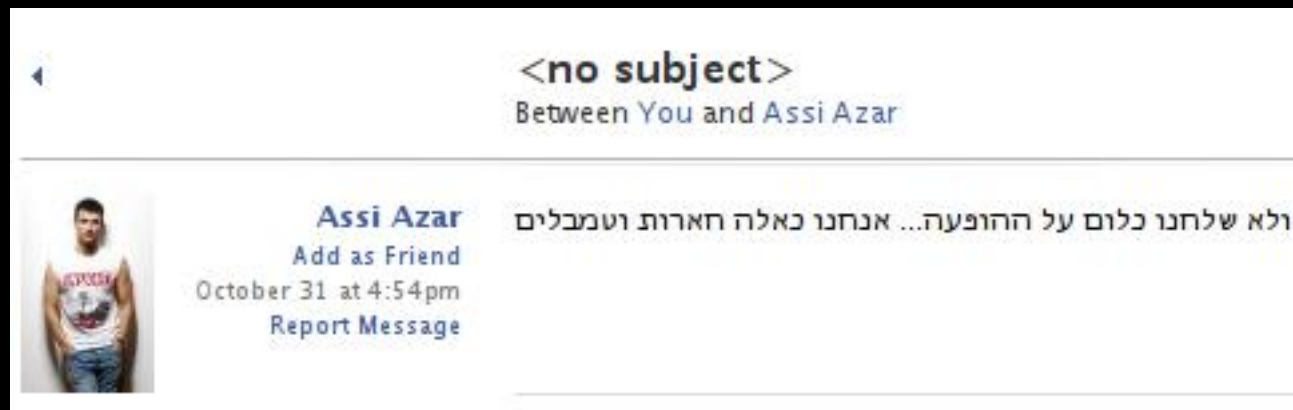 <no subject>
Between You and Assi Azar
Assi Azar
Add as Friend
October 31 at 4:54pm
Report Message
ולא שלחנו כלום על ההופעה... אנחנו כאלה חארות וטמבלים